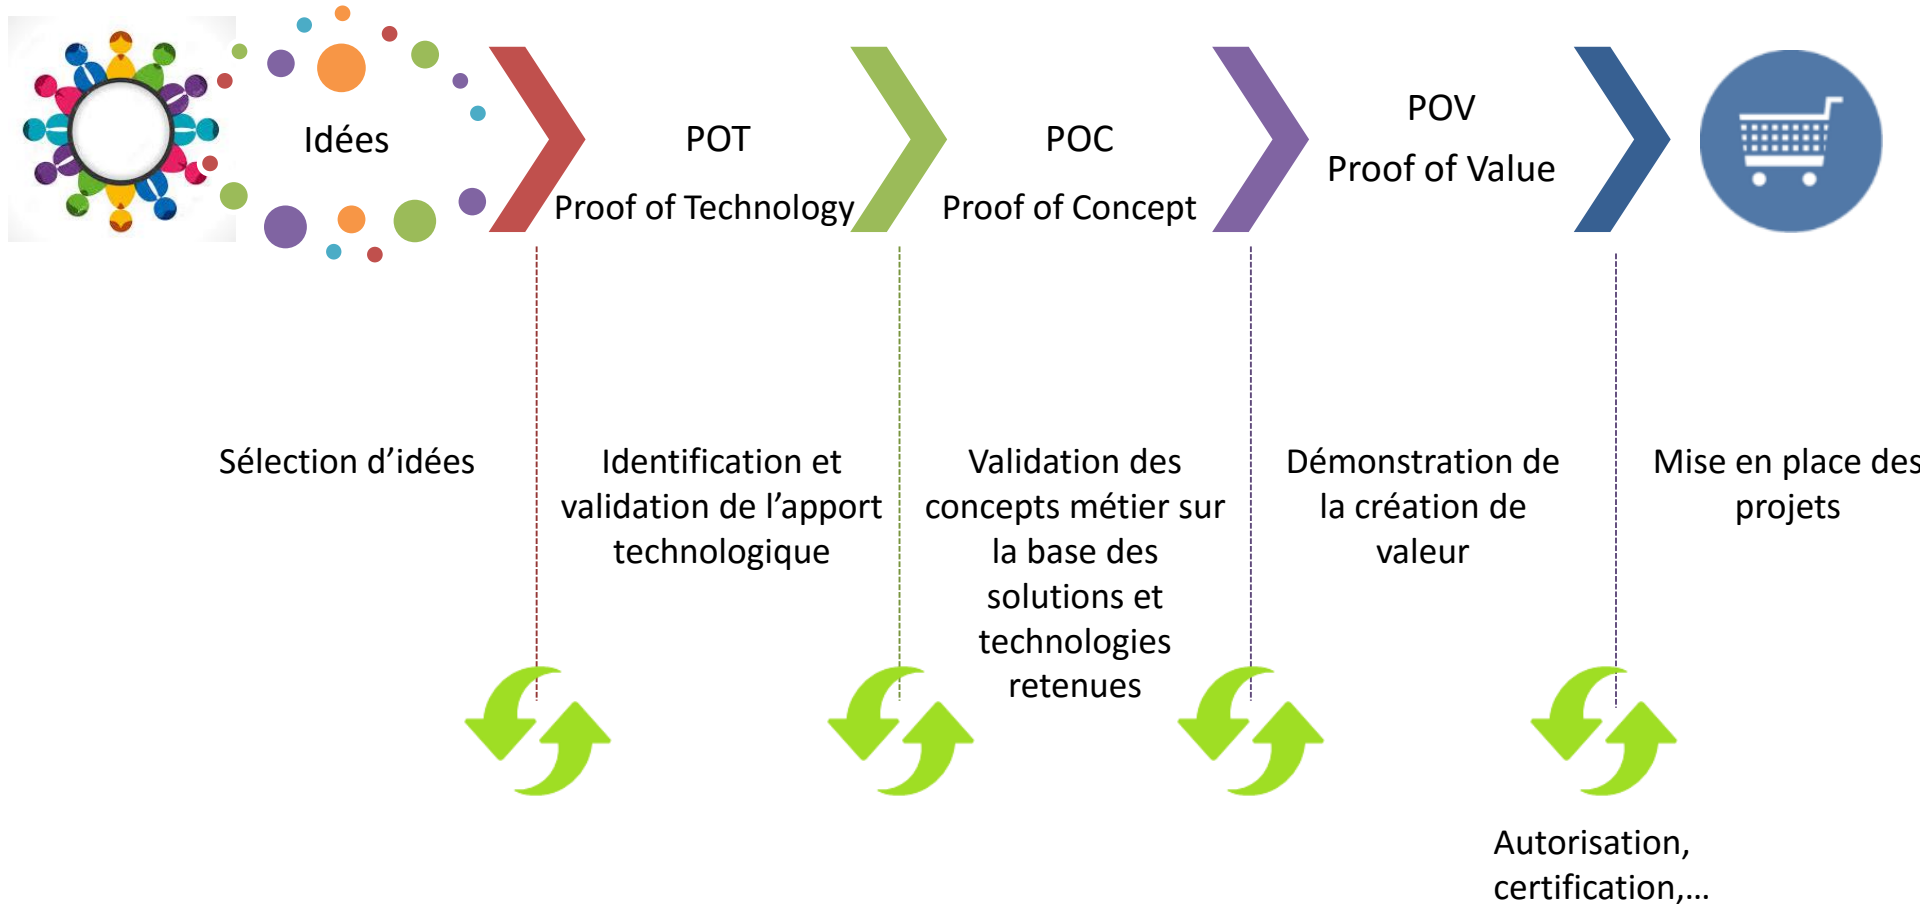 Idées
POT
Proof of Technology
POC
Proof of Concept
POV
Proof of Value
Sélection d’idées
Identification et
validation de l’apport
technologique
Validation des
concepts métier sur
la base des
solutions et
technologies
retenues
Démonstration de
la création de
valeur
Mise en place des
projets
Autorisation,
certification,…